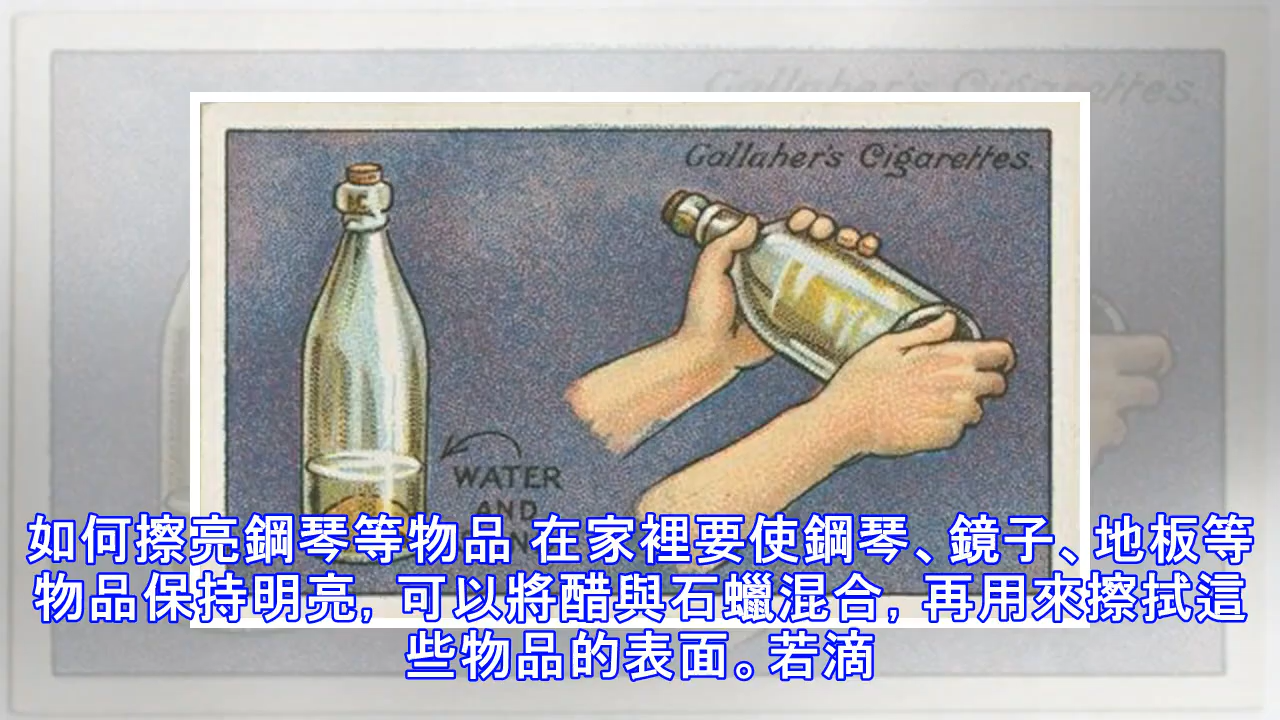 Gallaher's Cigarettes.
WATER
AND
如何擦亮鋼琴等物品 在家裡要使鋼琴、鏡子、地板等
物品保持明亮, 可以將醋與石蠟混合, 再用來擦拭這
些物品的表面。若滴